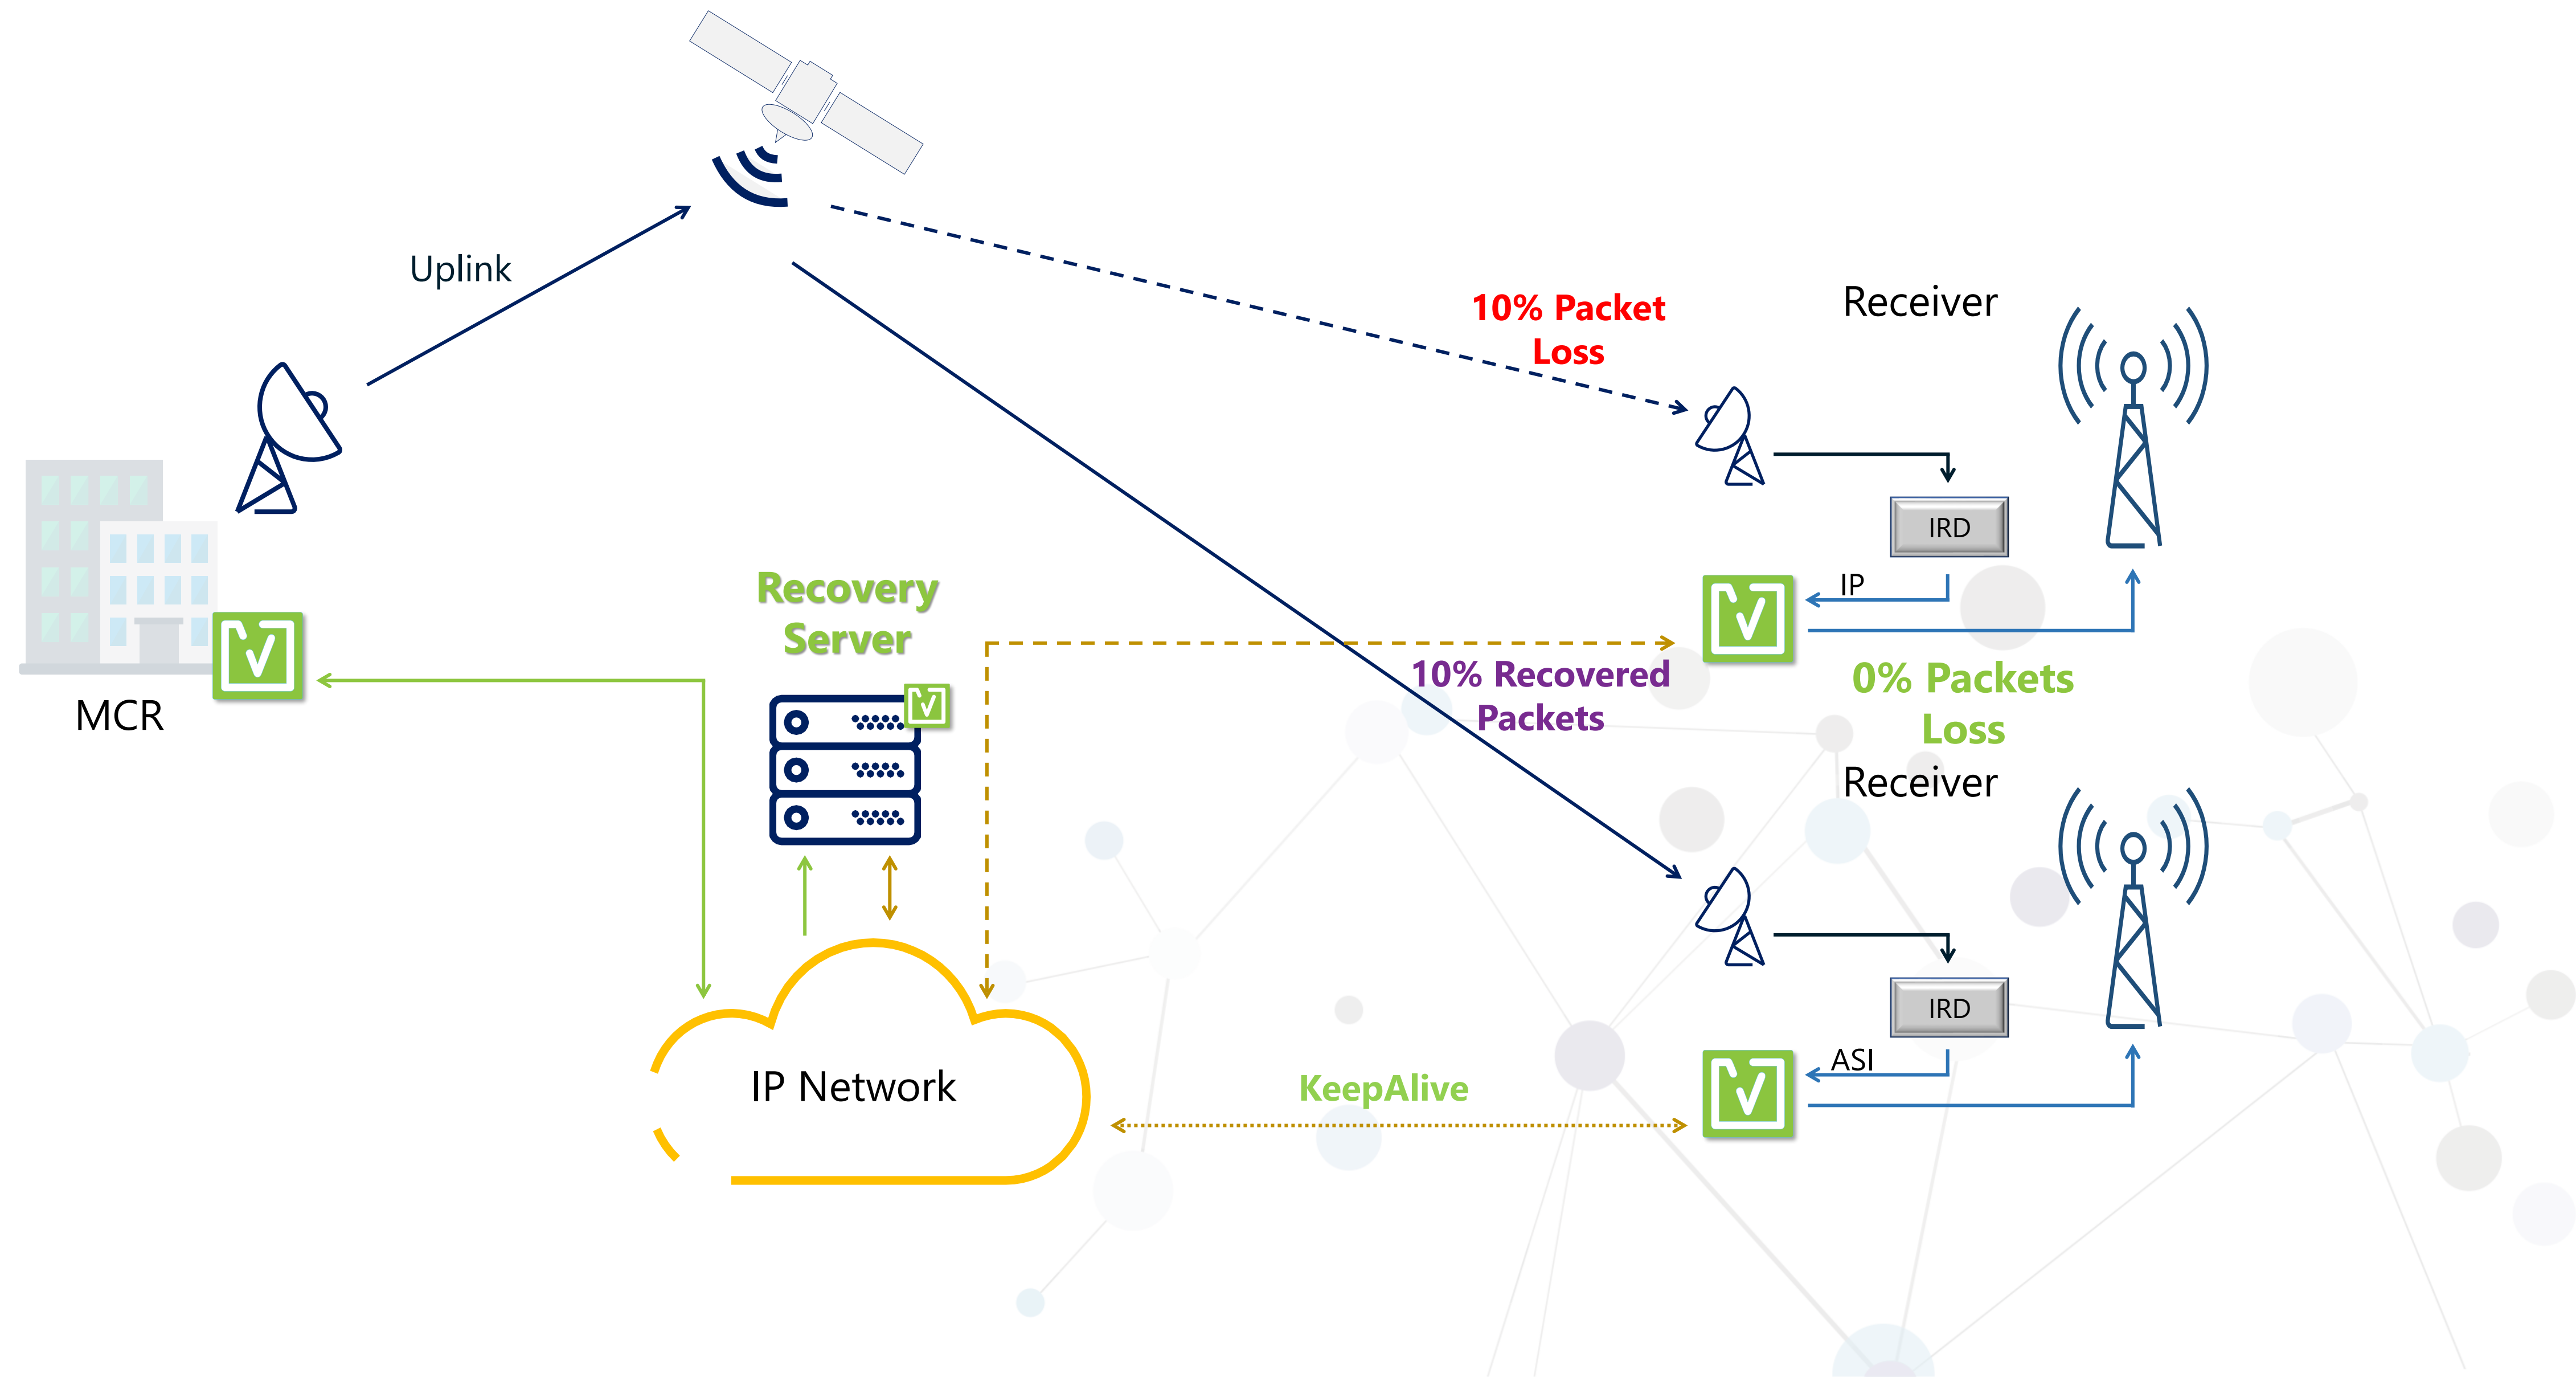 Uplink
10% Packet
Loss
Receiver
IRD
IP
Recovery
Server
MCR
10% Recovered
Packets
0% Packets
Loss
Receiver
IRD
ASI
IP Network
KeepAlive